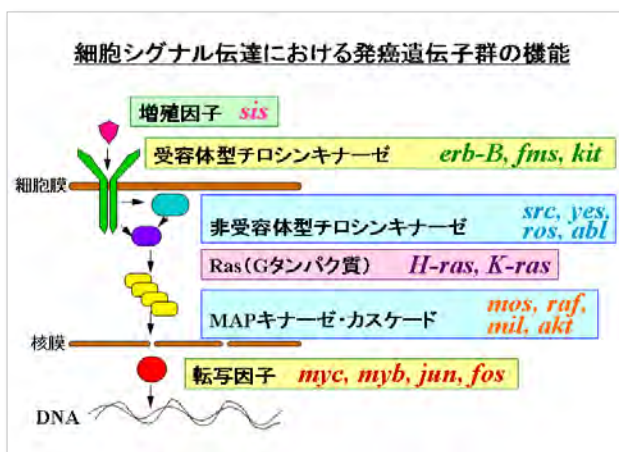 細胞シグナル伝達における発癌遺伝子群の機能
増殖因子 sis
受容体型チロシンキナーゼ erb-B, fms, kit
細胞膜
非受容体型チロシンキナーゼ src, yes,
ros, abl
Ras(Gタンパク質) H-ras, K-ras
MAPキナーゼ・カスケード mos, raf,
mil, akt
核膜
転写因子 myc, myb, jun, fos
DNA